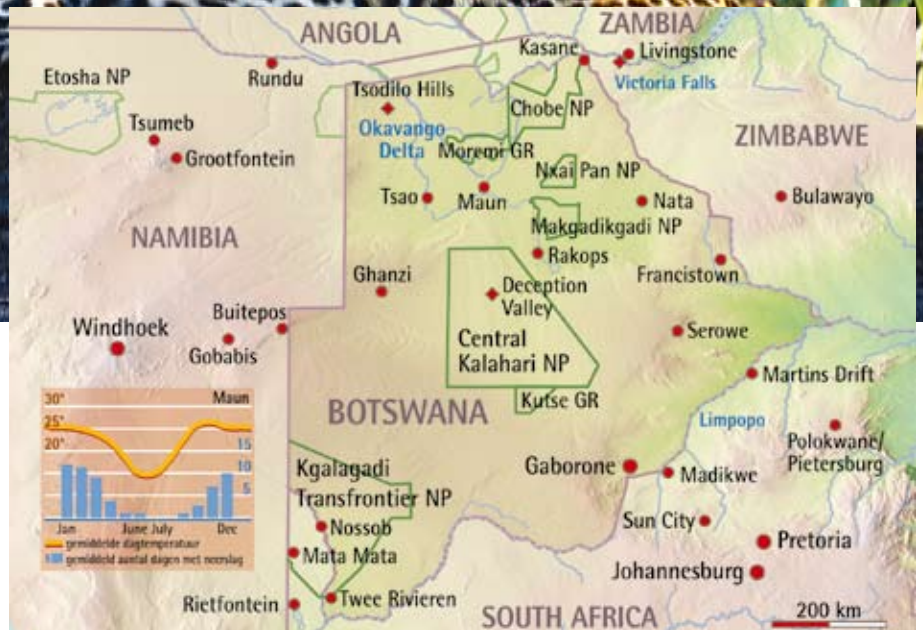 ANGOLA
ZAMBIA
Kasane
Livingstone
Etosha NP
Rundu
Tsodilo Hills
Victoria Falls
Chobe NP
Tsumeb
Okavango
Delta
ZIMBABWE
Grootfontein
Moremi GR
Nxai Pan NP
Tsao
Maun
Nata
Bulawayo
NAMIBIA
Makgadikgadi NP
Rakops
Francistown
Ghanzi
Deception
Valley
Buitepos
Windhoek
Gobabis
Central
Kalahari NP
Serowe
Martins Drift
Kutse GR
BOTSWANA
Limpopo
Polokwane/
Pietersburg
Gaborone
Madikwe
Kgalagadi
Transfrontier NP
Nossob
Mata Mata
Sun City
Pretoria
Johannesburg
Rietfontein
Twee Rivieren
SOUTH AFRICA
200 km
Maun
30°
25°
20°
15
10
5
Jan
June July
Dec
gemiddelde dagtemperatuur
gemiddeld aantal dagen met neerslag